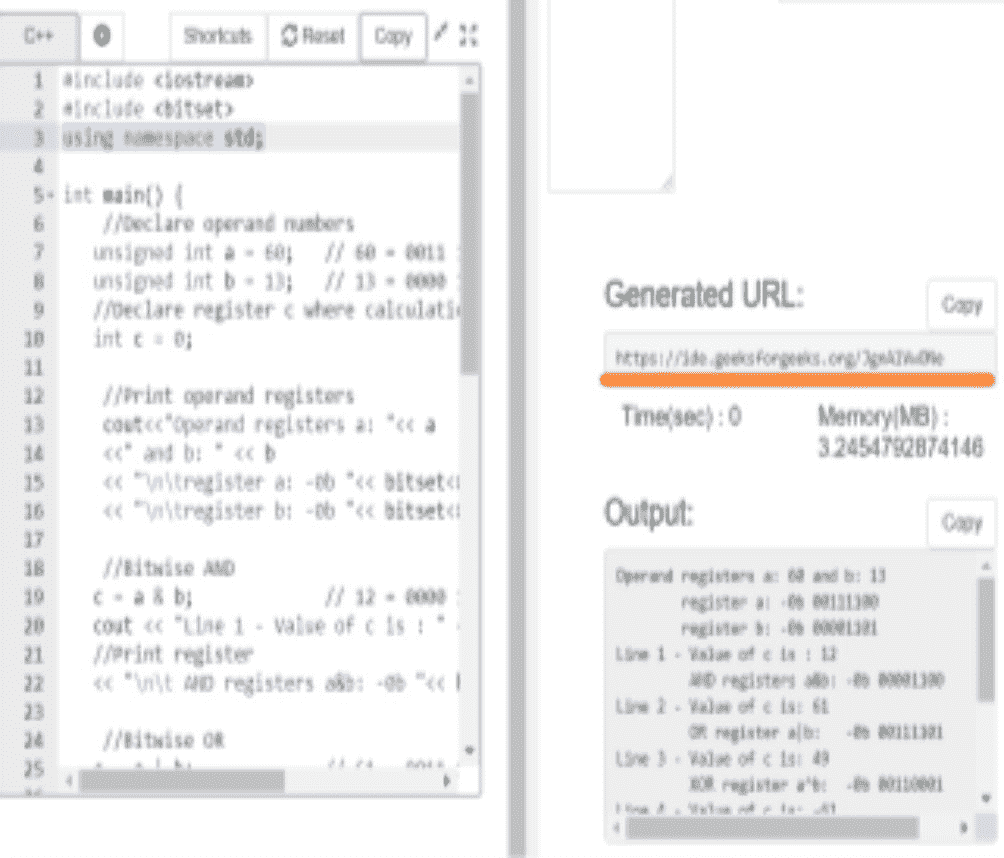 C++
Shortcuts Reset Copy
1 #include <iostream>
2 #include <bitset>
3 using namespace std;
4
5 int main() {
6 //Declare operand numbers
7 unsigned int a = 60; // 60 = 0011
8 unsigned int b = 13; // 13 = 0000
9 //Declare register c where calculati
10 int c = 0;
11
12 //Print operand registers
13 cout<<"Operand registers a: "<< a
14 <<" and b: " << b
15 << "\n\tregister a: -0b "<< bitset<
16 << "\n\tregister b: -0b "<< bitset<
17
18 //Bitwise AND
19 c = a & b; // 12 = 0000
20 cout << "Line 1 - Value of c is : "
21 //Print register
22 << "\n\t AND registers a&b: -0b "<<
23
24 //Bitwise OR
25
Generated URL:
Copy
Time(sec) : 0
Memory(MB) :
3.2454792874146
Output:
Copy
Operand registers a: 60 and b: 13
register a: -0b 00111100
register b: -0b 00001101
Line 1 - Value of c is : 12
AND registers a&b: -0b 00001100
Line 2 - Value of c is: 61
OR register a|b: -0b 00111101
Line 3 - Value of c is: 49
XOR register a^b: -0b 00110001
Line 4 - Value of c is: -61